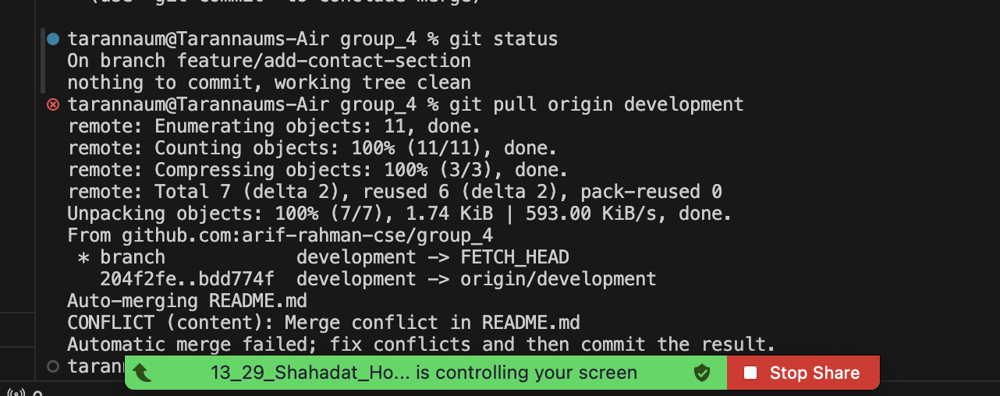 (use "git commit" to conclude merge)
tarannaum@Tarannaums-Air group_4 % git status
On branch feature/add-contact-section
nothing to commit, working tree clean
tarannaum@Tarannaums-Air group_4 % git pull origin development
remote: Enumerating objects: 11, done.
remote: Counting objects: 100% (11/11), done.
remote: Compressing objects: 100% (3/3), done.
remote: Total 7 (delta 2), reused 6 (delta 2), pack-reused 0
Unpacking objects: 100% (7/7), 1.74 KiB | 593.00 KiB/s, done.
From github.com:arif-rahman-cse/group_4
* branch development -> FETCH_HEAD
204f2fe..bdd774f development -> origin/development
Auto-merging README.md
CONFLICT (content): Merge conflict in README.md
Automatic merge failed; fix conflicts and then commit the result.
taran
13_29_Shahadat_Ho... is controlling your screen
Stop Share